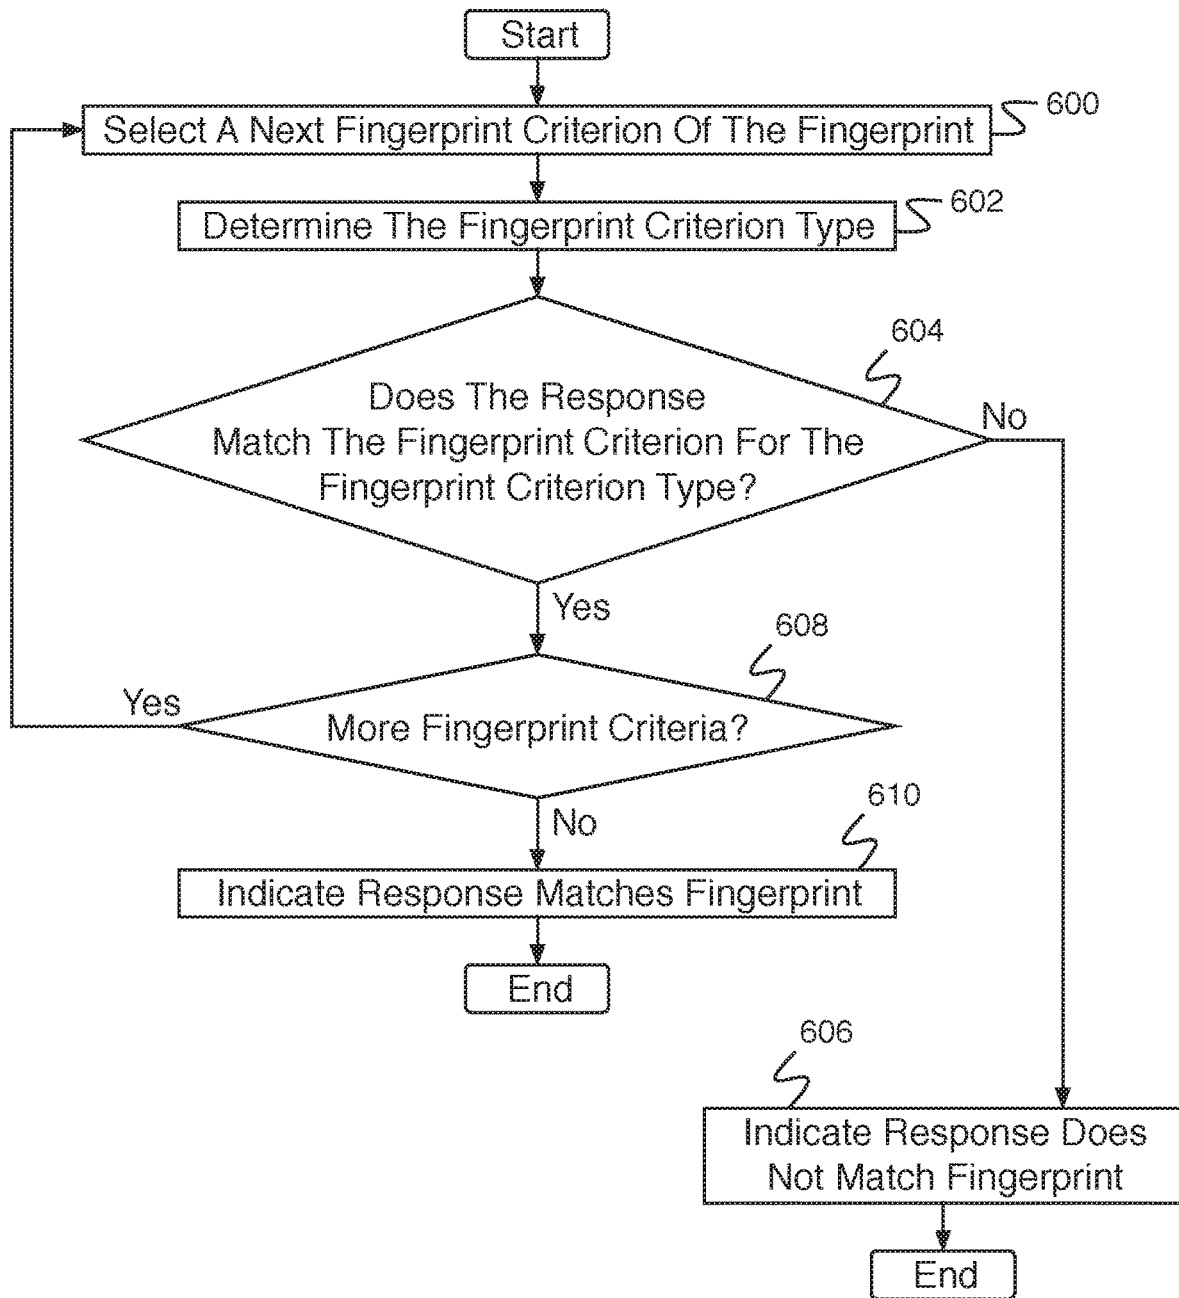 Start
Select A Next Fingerprint Criterion Of The Fingerprint
600
Determine The Fingerprint Criterion Type
602
604
Does The Response
Match The Fingerprint Criterion For The
Fingerprint Criterion Type?
No
Yes
608
Yes
More Fingerprint Criteria?
No
610
Indicate Response Matches Fingerprint
End
606
Indicate Response Does
Not Match Fingerprint
End